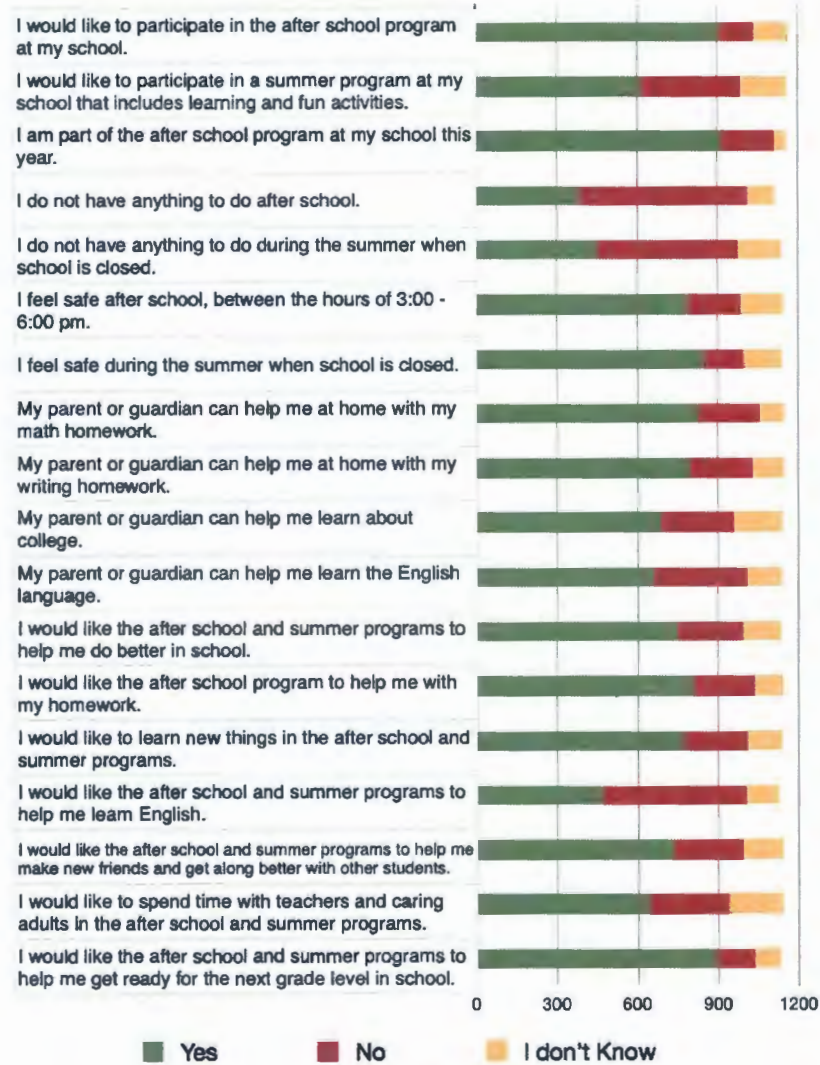 I would like to participate in the after school program
at my school.
I would like to participate in a summer program at my
school that includes learning and fun activities.
I am part of the after school program at my school this
year.
I do not have anything to do after school.
I do not have anything to do during the summer when
school is closed.
I feel safe after school, between the hours of 3:00 -
6:00 pm.
I feel safe during the summer when school is closed.
My parent or guardian can help me at home with my
math homework.
My parent or guardian can help me at home with my
writing homework.
My parent or guardian can help me learn about
college.
My parent or guardian can help me learn the English
language.
I would like the after school and summer programs to
help me do better in school.
I would like the after school program to help me with
my homework.
I would like to learn new things in the after school and
summer programs.
I would like the after school and summer programs to
help me learn English.
I would like the after school and summer programs to help me
make new friends and get along better with other students.
I would like to spend time with teachers and caring
adults in the after school and summer programs.
I would like the after school and summer programs to
help me get ready for the next grade level in school.
0 300 600 900 1200
Yes No I don't Know